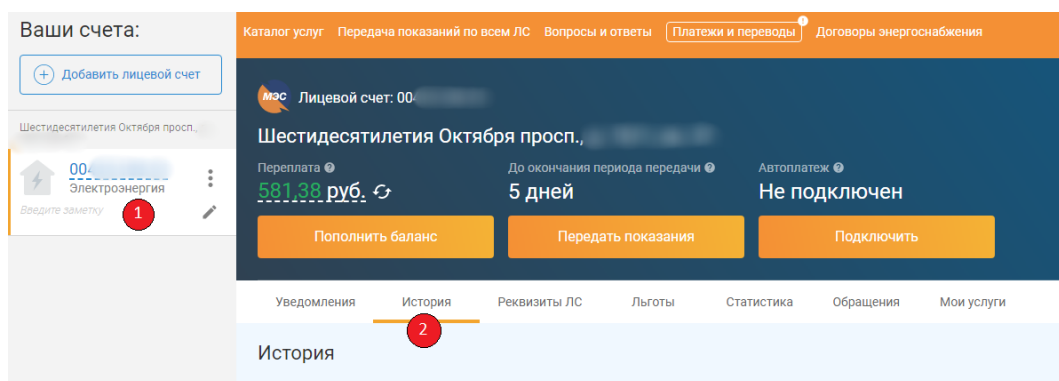 Ваши счета:
Добавить лицевой счет
Шестидесятилетия Октября просп.,
004
Электроэнергия
Введите заметку
1
Каталог услуг Передача показаний по всем ЛС Вопросы и ответы Платежи и переводы ! Договоры энергоснабжения
МЭС Лицевой счет: 004
Шестидесятилетия Октября просп.,
Переплата ? До окончания периода передачи ? Автоплатеж ?
581,38 руб. 5 дней Не подключен
Пополнить баланс Передать показания Подключить
Уведомления История Реквизиты ЛС Льготы Статистика Обращения Мои услуги
2
История